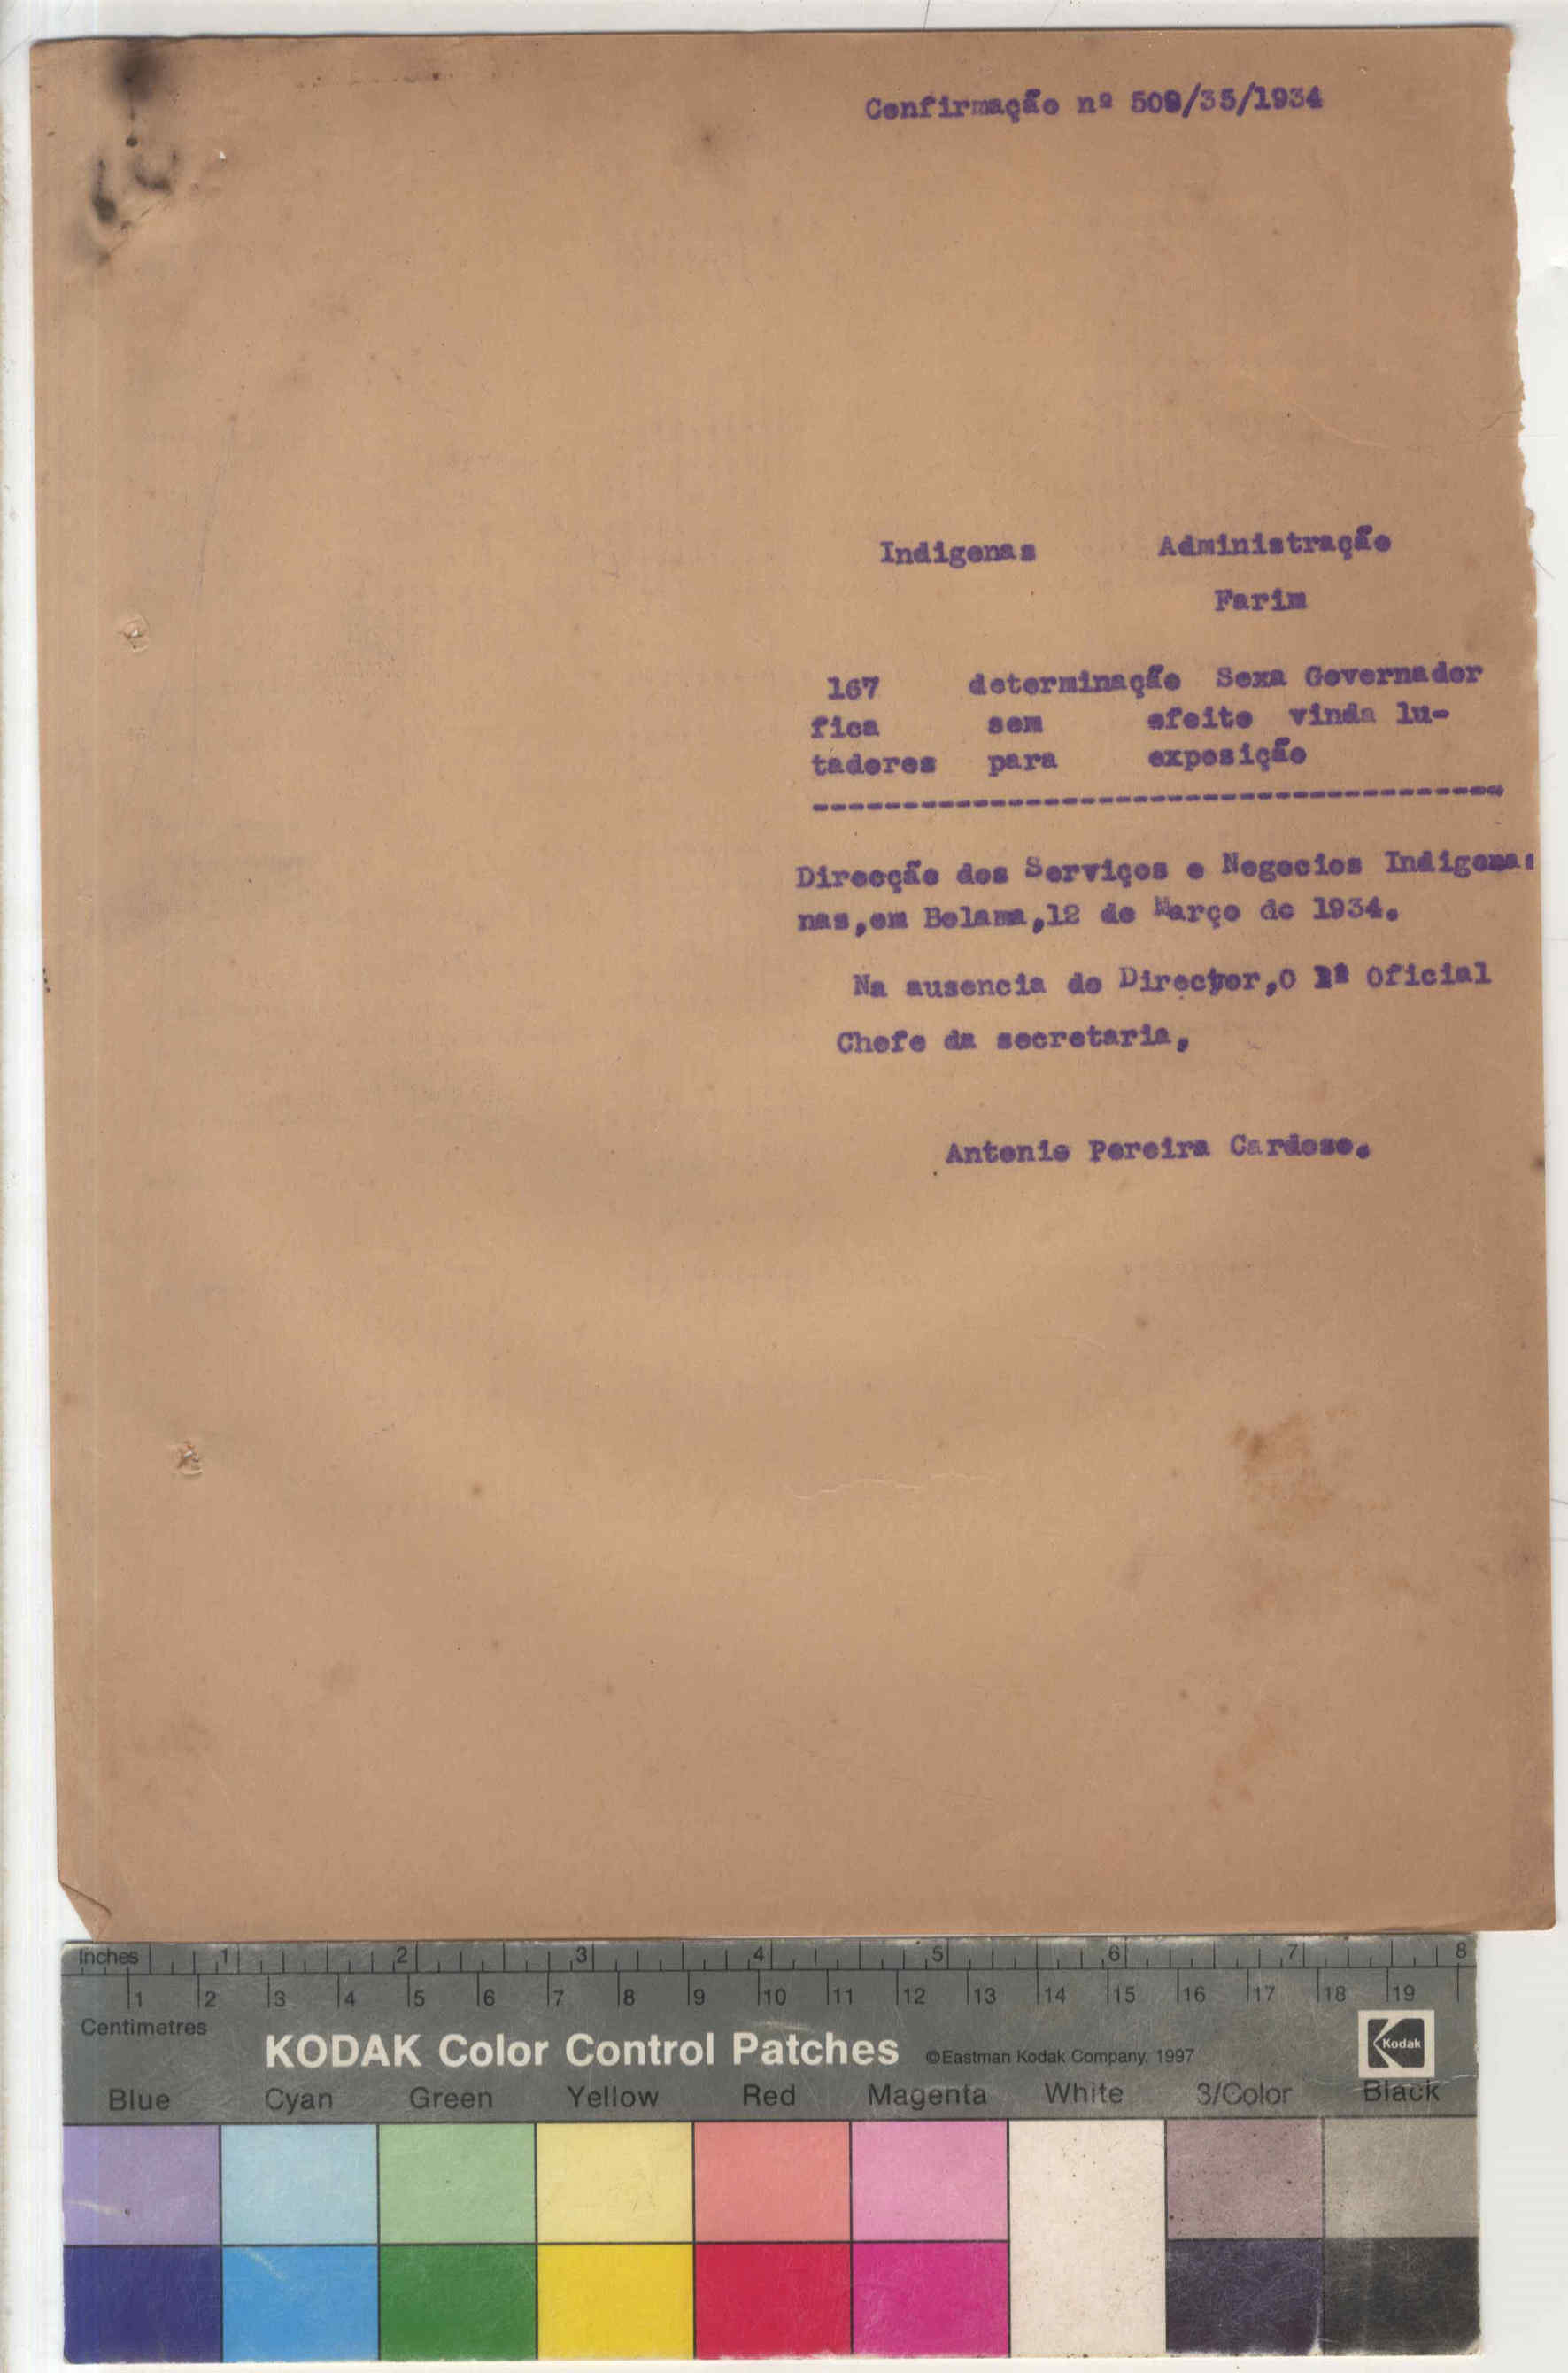 Confirmação nº 509/35/1934
Indigenas Administração
Farim
167 determinação Sexa Governador
fica sem efeito vinda lu-
tadores para exposição
-----------------------------------------------
Direcção dos Serviços e Negocios Indigenas
nas,em Bolama,12 de Março de 1934.
Na ausencia do Director,o Oficial
Chefe da secretaria,
Antonio Pereira Cardoso.
Inches 1 2 3 4 5 6 7 8
1 2 3 4 5 6 7 8 9 10 11 12 13 14 15 16 17 18 19
Centimetres
KODAK Color Control Patches ©Eastman Kodak Company, 1997 Kodak
Blue Cyan Green Yellow Red Magenta White 3/Color Black